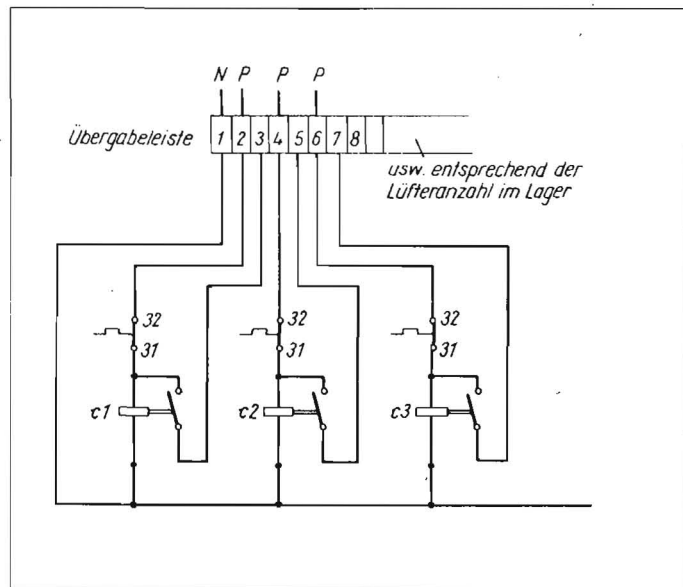 N P P P
Übergabeleiste 1 2 3 4 5 6 7 8
usw. entsprechend der
Lüfteranzahl im Lager
32 32 32
31 31 31
c1 c2 c3